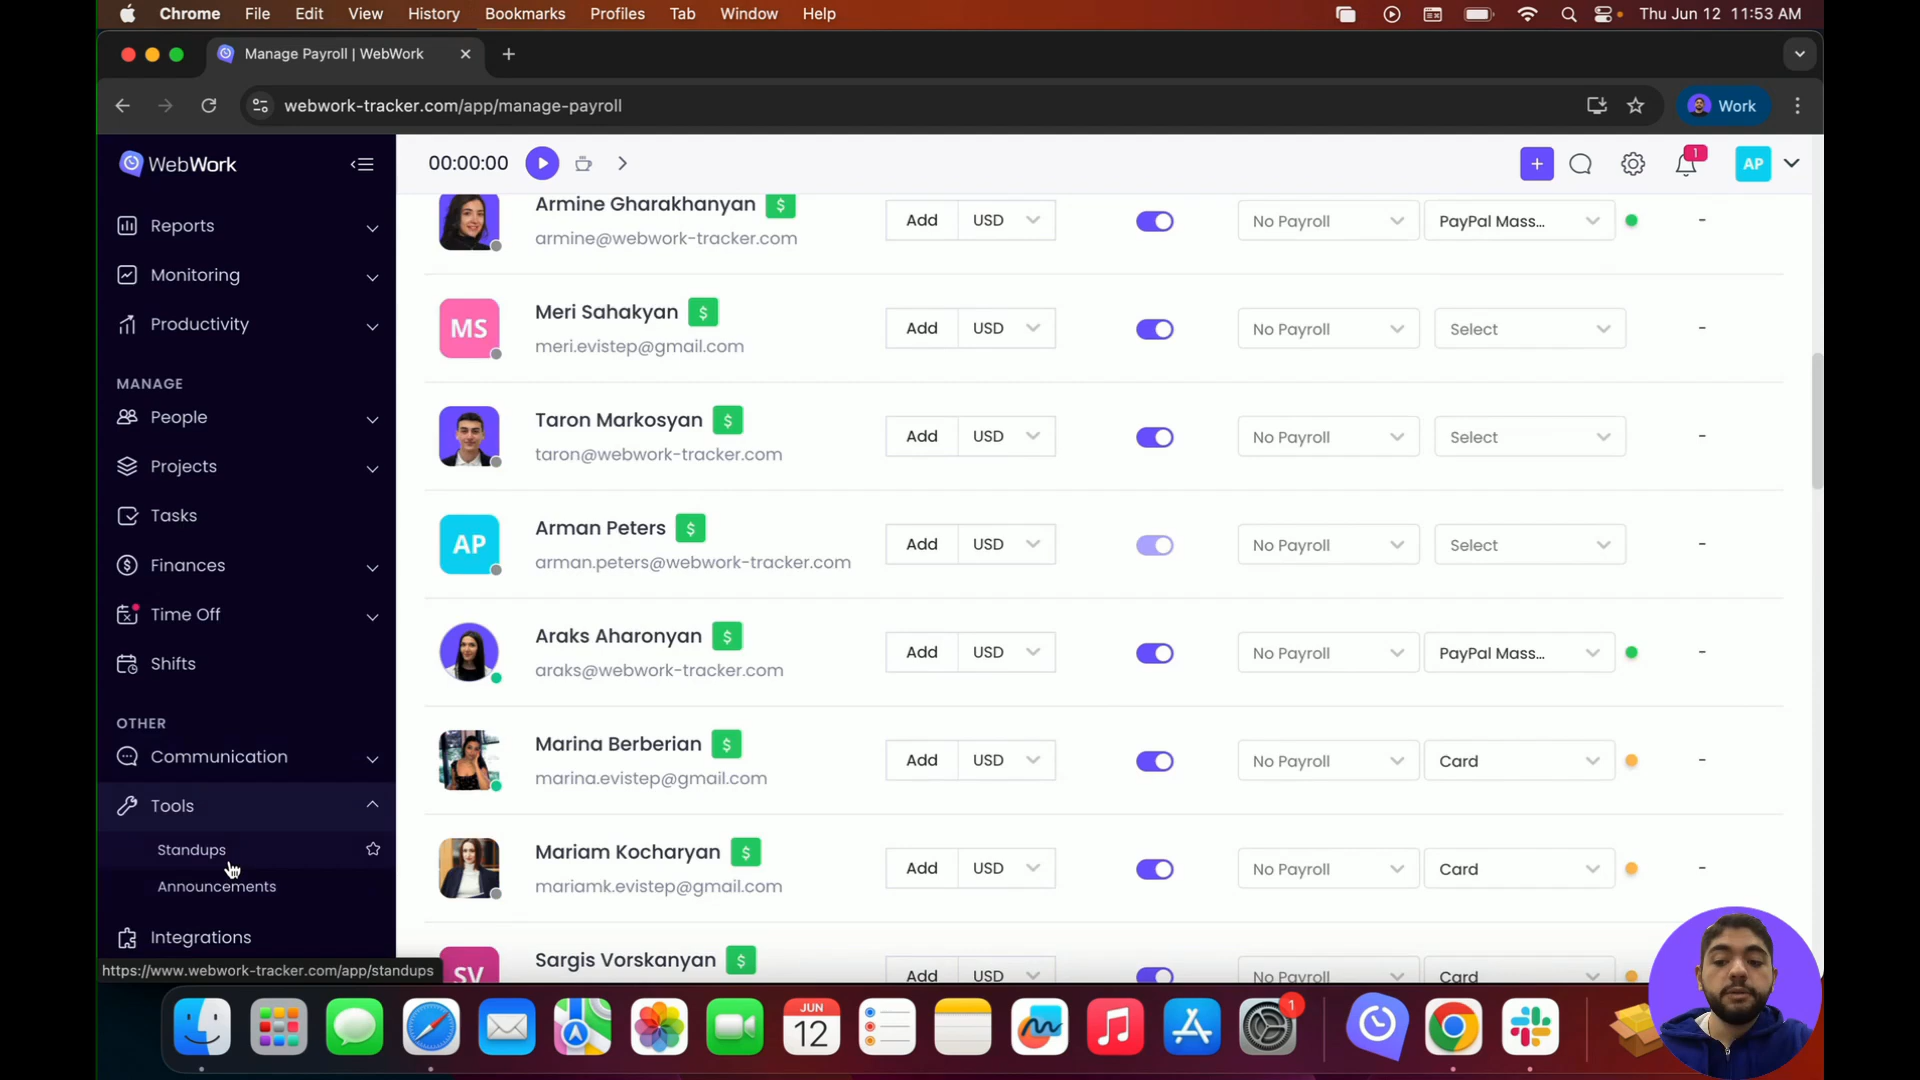 Chrome File Edit View History Bookmarks Profiles Tab Window Help Thu Jun 12 11:53 AM
Manage Payroll | WebWork
webwork-tracker.com/app/manage-payroll
Work
WebWork
00:00:00
1
AP
Reports
Monitoring
Productivity
MANAGE
People
Projects
Tasks
Finances
Time Off
Shifts
OTHER
Communication
Tools
Standups
Announcements
Integrations
https://www.webwork-tracker.com/app/standups
Armine Gharakhanyan $
armine@webwork-tracker.com
Add USD No Payroll PayPal Mass... -
MS
Meri Sahakyan $
meri.evistep@gmail.com
Add USD No Payroll Select -
Taron Markosyan $
taron@webwork-tracker.com
Add USD No Payroll Select -
AP
Arman Peters $
arman.peters@webwork-tracker.com
Add USD No Payroll Select -
Araks Aharonyan $
araks@webwork-tracker.com
Add USD No Payroll PayPal Mass... -
Marina Berberian $
marina.evistep@gmail.com
Add USD No Payroll Card -
Mariam Kocharyan $
mariamk.evistep@gmail.com
Add USD No Payroll Card -
SV
Sargis Vorskanyan $
Add USD No Payroll Card -
JUN
12
1